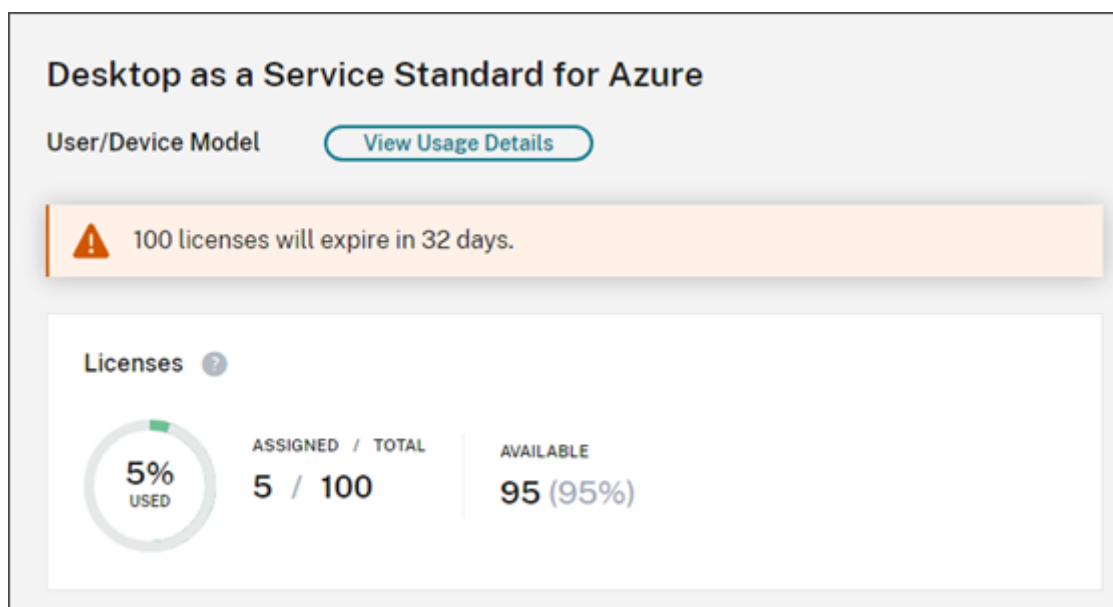 Desktop as a Service Standard for Azure
User/Device Model
View Usage Details
100 licenses will expire in 32 days.
Licenses ?
5%
USED
ASSIGNED / TOTAL
5 / 100
AVAILABLE
95 (95%)